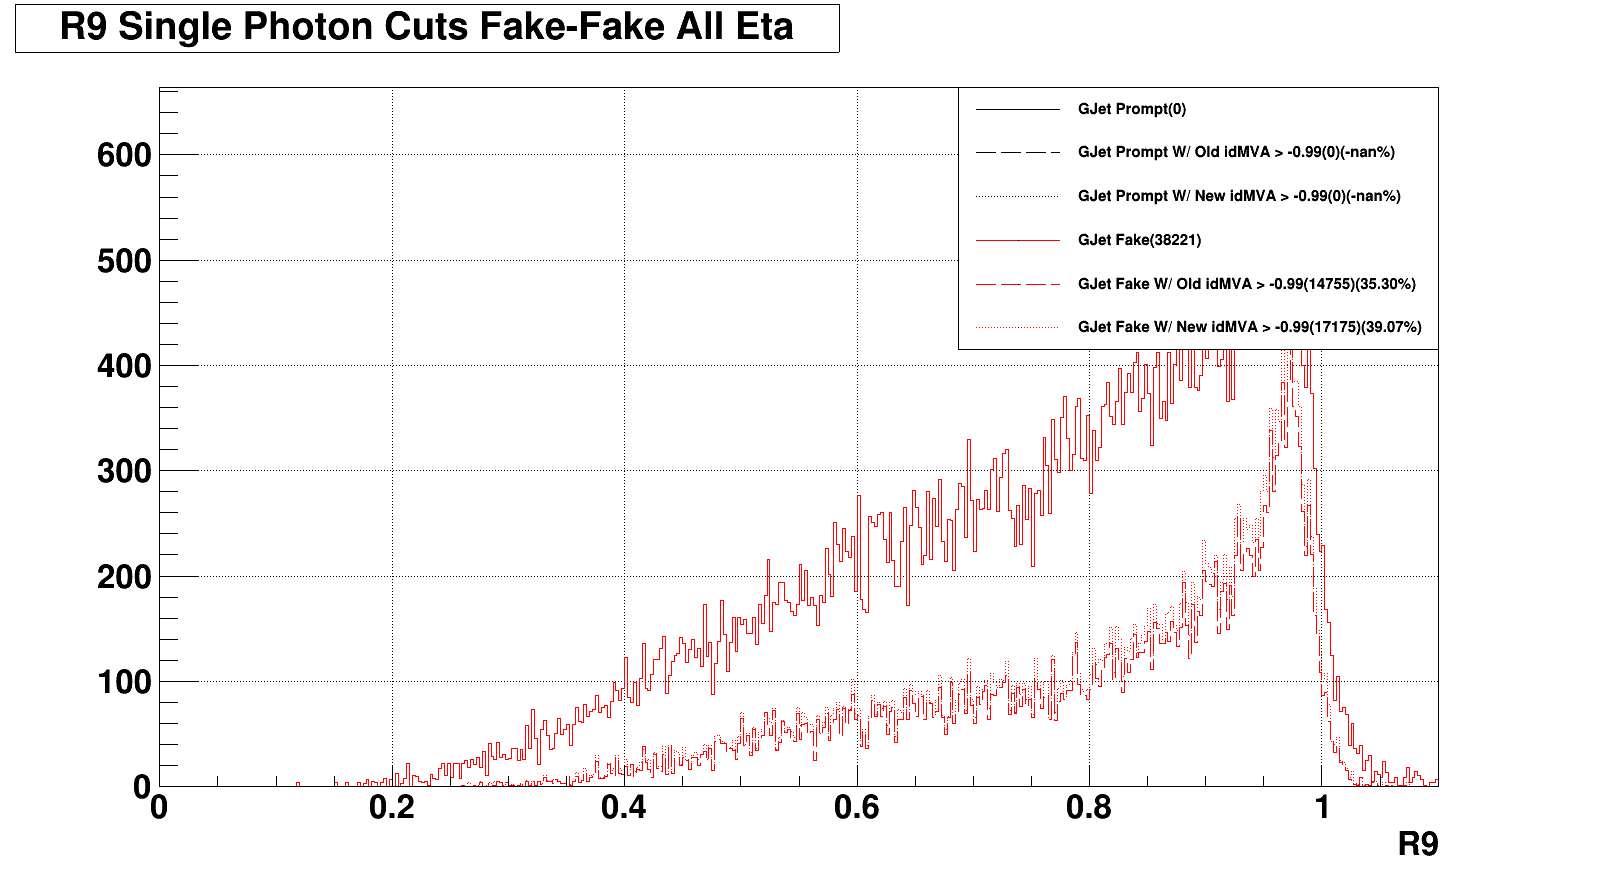 R9 Single Photon Cuts Fake-Fake All Eta
GJet Prompt(0)
GJet Prompt W/ Old idMVA > -0.99(0)(-nan%)
GJet Prompt W/ New idMVA > -0.99(0)(-nan%)
GJet Fake(38221)
GJet Fake W/ Old idMVA > -0.99(14755)(35.30%)
GJet Fake W/ New idMVA > -0.99(17175)(39.07%)
600
500
400
300
200
100
0
0 0.2 0.4 0.6 0.8 1
R9